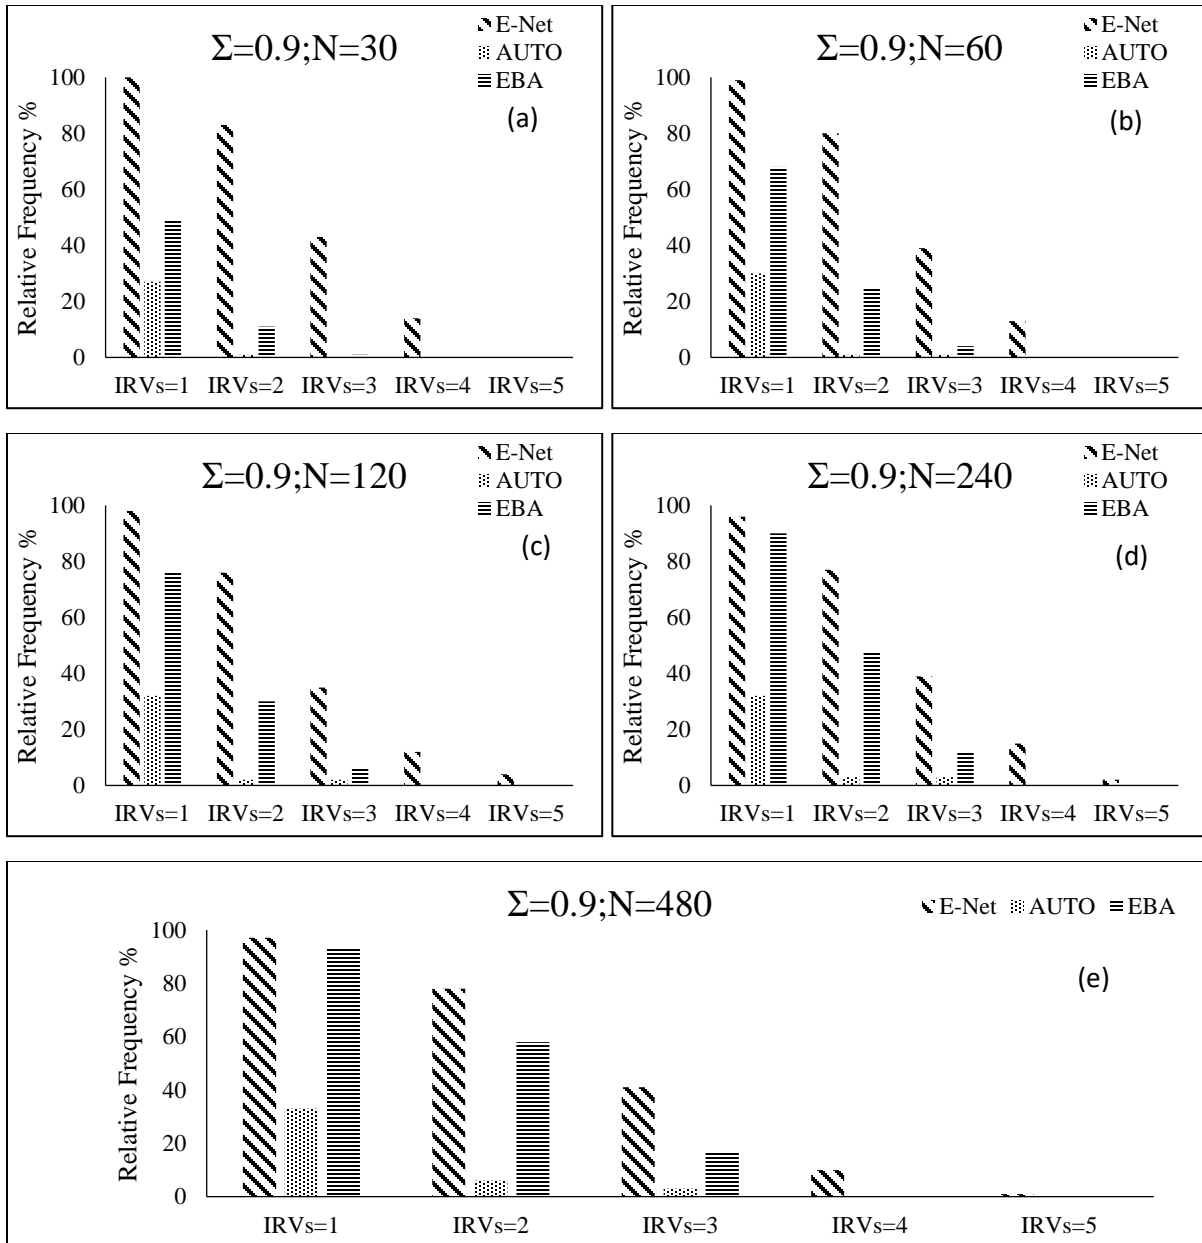 Σ=0.9;N=30
E-Net
AUTO
EBA
(a)
Relative Frequency %
100
80
60
40
20
0
IRVs=1 IRVs=2 IRVs=3 IRVs=4 IRVs=5
Σ=0.9;N=60
E-Net
AUTO
EBA
(b)
Relative Frequency %
100
80
60
40
20
0
IRVs=1 IRVs=2 IRVs=3 IRVs=4 IRVs=5
Σ=0.9;N=120
E-Net
AUTO
EBA
(c)
Relative Frequency %
100
80
60
40
20
0
IRVs=1 IRVs=2 IRVs=3 IRVs=4 IRVs=5
Σ=0.9;N=240
E-Net
AUTO
EBA
(d)
Relative Frequency %
100
80
60
40
20
0
IRVs=1 IRVs=2 IRVs=3 IRVs=4 IRVs=5
Σ=0.9;N=480
E-Net AUTO EBA
(e)
Relative Frequency %
100
80
60
40
20
0
IRVs=1 IRVs=2 IRVs=3 IRVs=4 IRVs=5